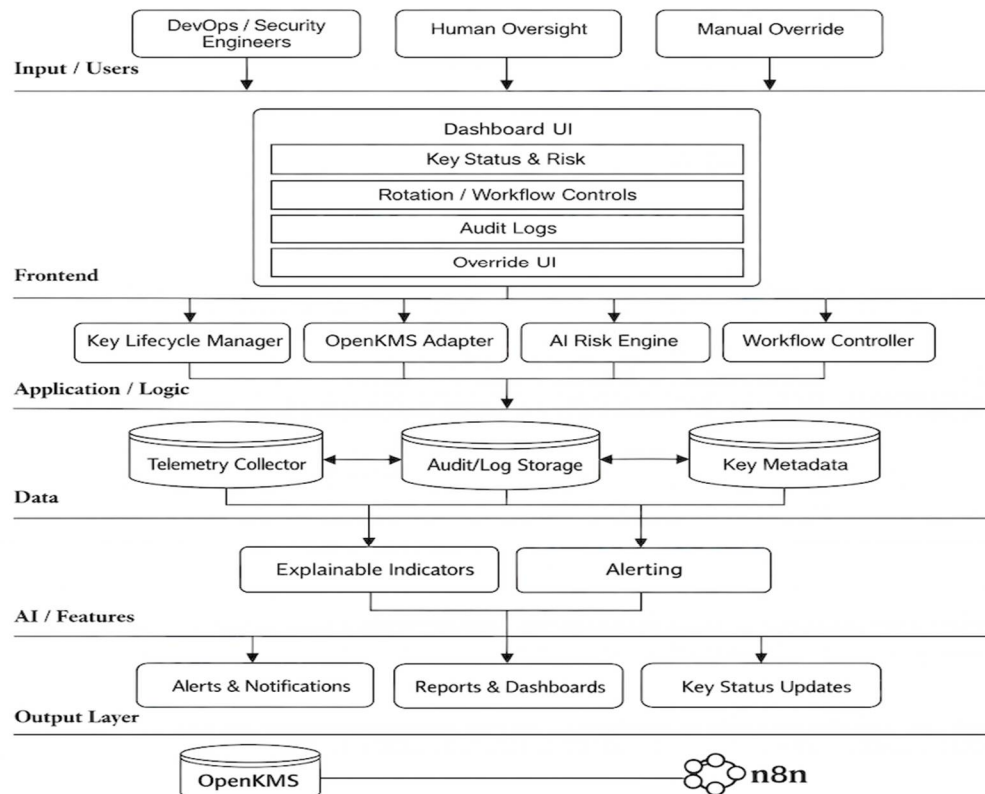 DevOps / Security
Engineers
Human Oversight
Manual Override
Input / Users
Dashboard UI
Key Status & Risk
Rotation / Workflow Controls
Audit Logs
Override UI
Frontend
Key Lifecycle Manager
OpenKMS Adapter
AI Risk Engine
Workflow Controller
Application / Logic
Telemetry Collector
Audit/Log Storage
Key Metadata
Data
Explainable Indicators
Alerting
AI / Features
Alerts & Notifications
Reports & Dashboards
Key Status Updates
Output Layer
OpenKMS
n8n